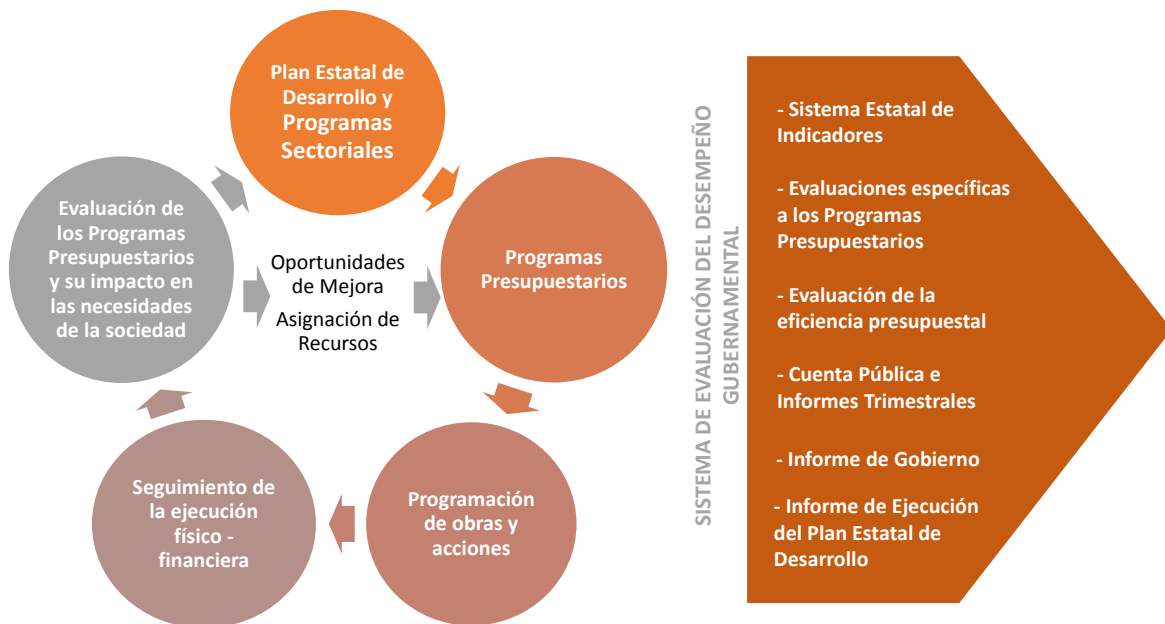 Plan Estatal de
Desarrollo y
Programas
Sectoriales
Evaluación de
los Programas
Presupuestarios
y su impacto en
las necesidades
de la sociedad
Oportunidades
de Mejora
Asignación de
Recursos
Programas
Presupuestarios
Seguimiento de
la ejecución
físico -
financiera
Programación
de obras y
acciones
SISTEMA DE EVALUACIÓN DEL DESEMPEÑO
GUBERNAMENTAL
- Sistema Estatal de
Indicadores
- Evaluaciones específicas
a los Programas
Presupuestarios
- Evaluación de la
eficiencia presupuestal
- Cuenta Pública e
Informes Trimestrales
- Informe de Gobierno
- Informe de Ejecución
del Plan Estatal de
Desarrollo